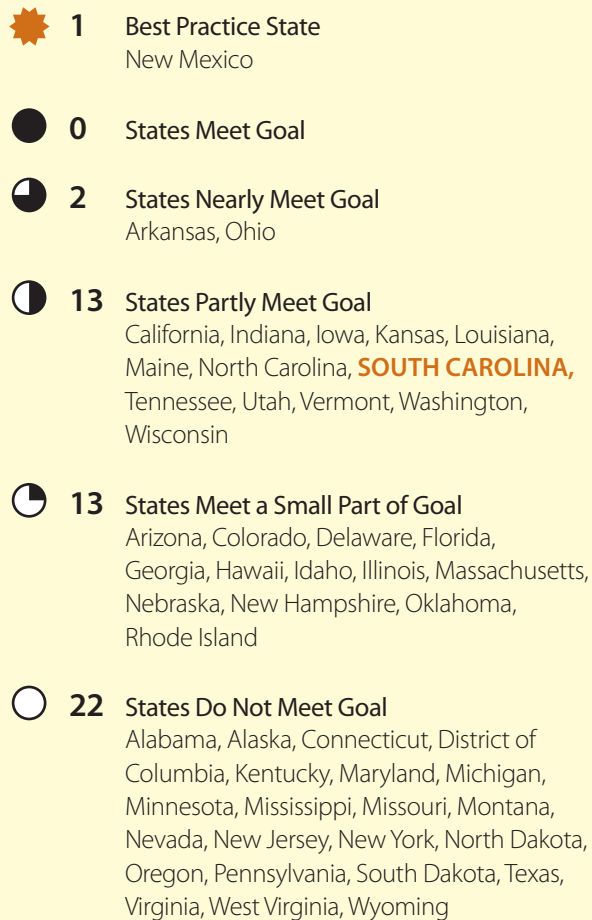 1 Best Practice State
New Mexico
0 States Meet Goal
2 States Nearly Meet Goal
Arkansas, Ohio
13 States Partly Meet Goal
California, Indiana, Iowa, Kansas, Louisiana,
Maine, North Carolina, SOUTH CAROLINA,
Tennessee, Utah, Vermont, Washington,
Wisconsin
13 States Meet a Small Part of Goal
Arizona, Colorado, Delaware, Florida,
Georgia, Hawaii, Idaho, Illinois, Massachusetts,
Nebraska, New Hampshire, Oklahoma,
Rhode Island
22 States Do Not Meet Goal
Alabama, Alaska, Connecticut, District of
Columbia, Kentucky, Maryland, Michigan,
Minnesota, Mississippi, Missouri, Montana,
Nevada, New Jersey, New York, North Dakota,
Oregon, Pennsylvania, South Dakota, Texas,
Virginia, West Virginia, Wyoming